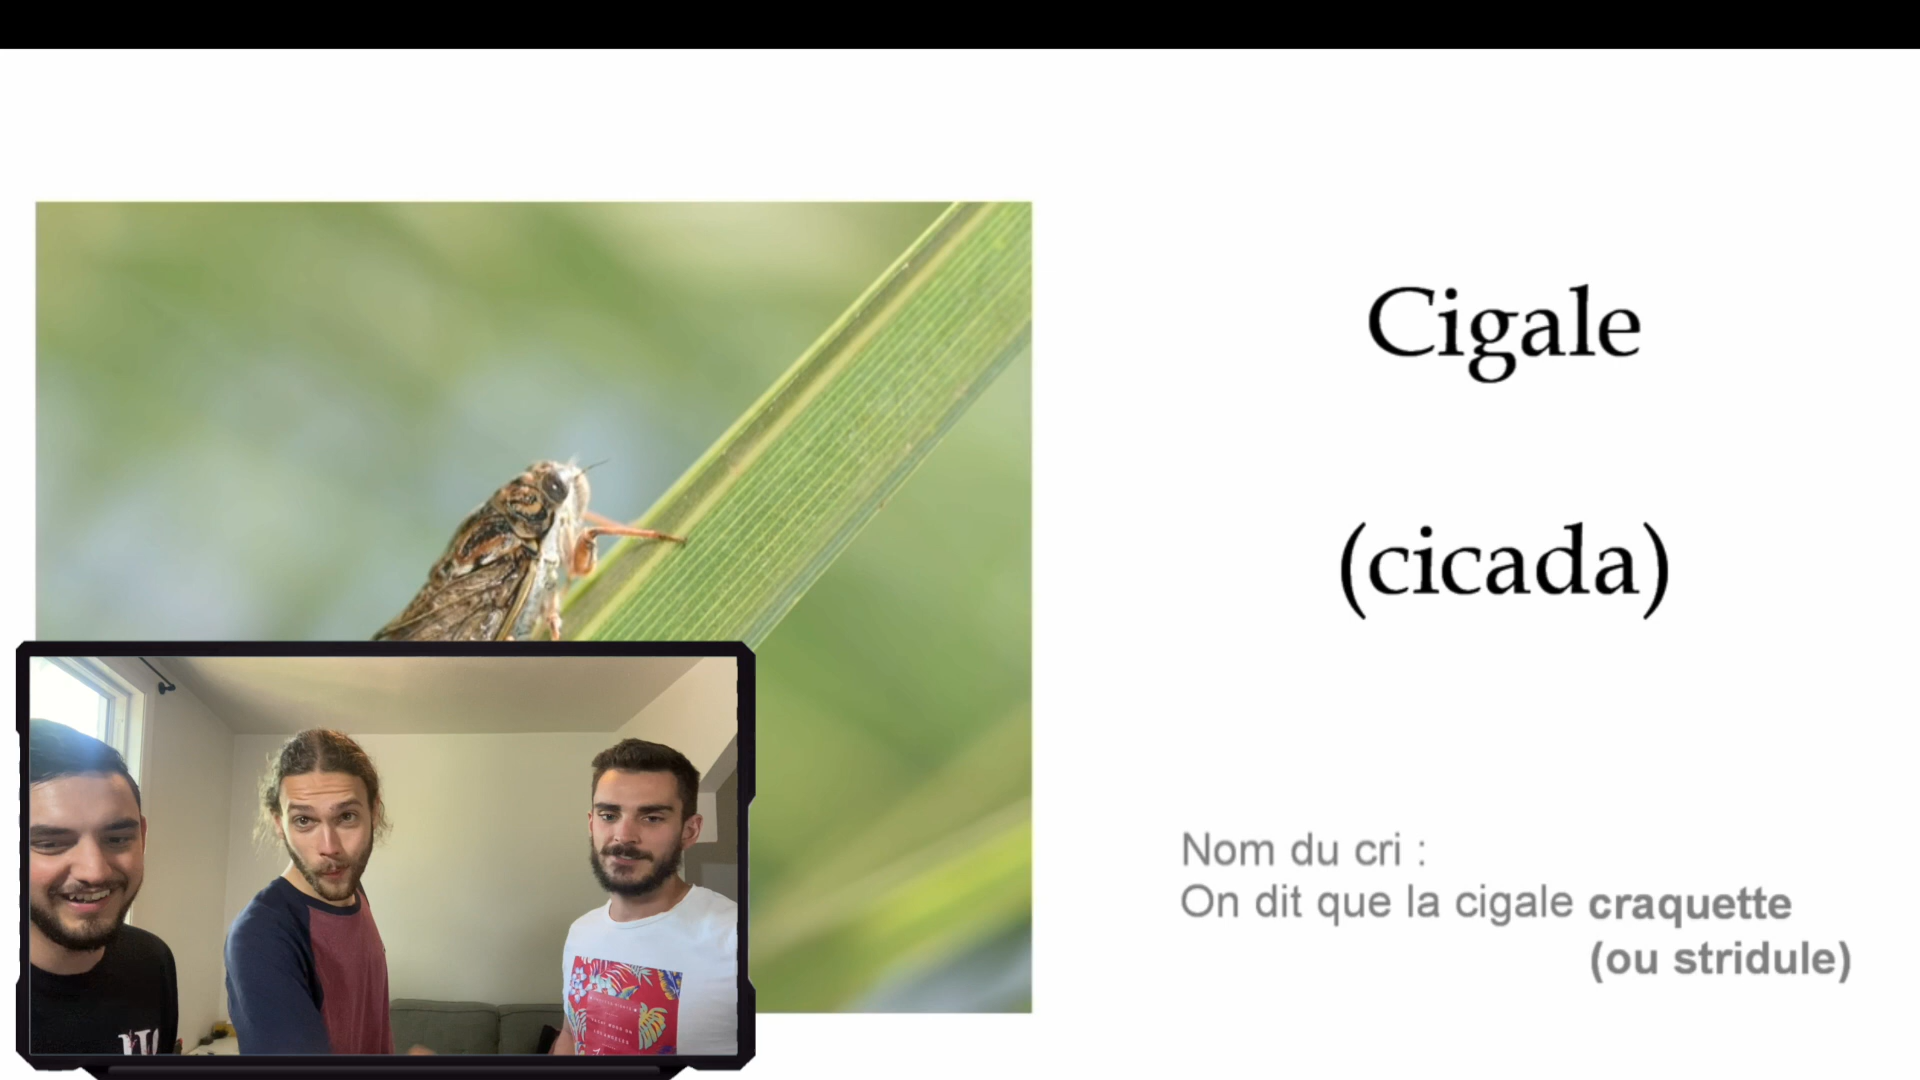 Cigale
(cicada)
Nom du cri :
On dit que la cigale craquette
(ou stridule)